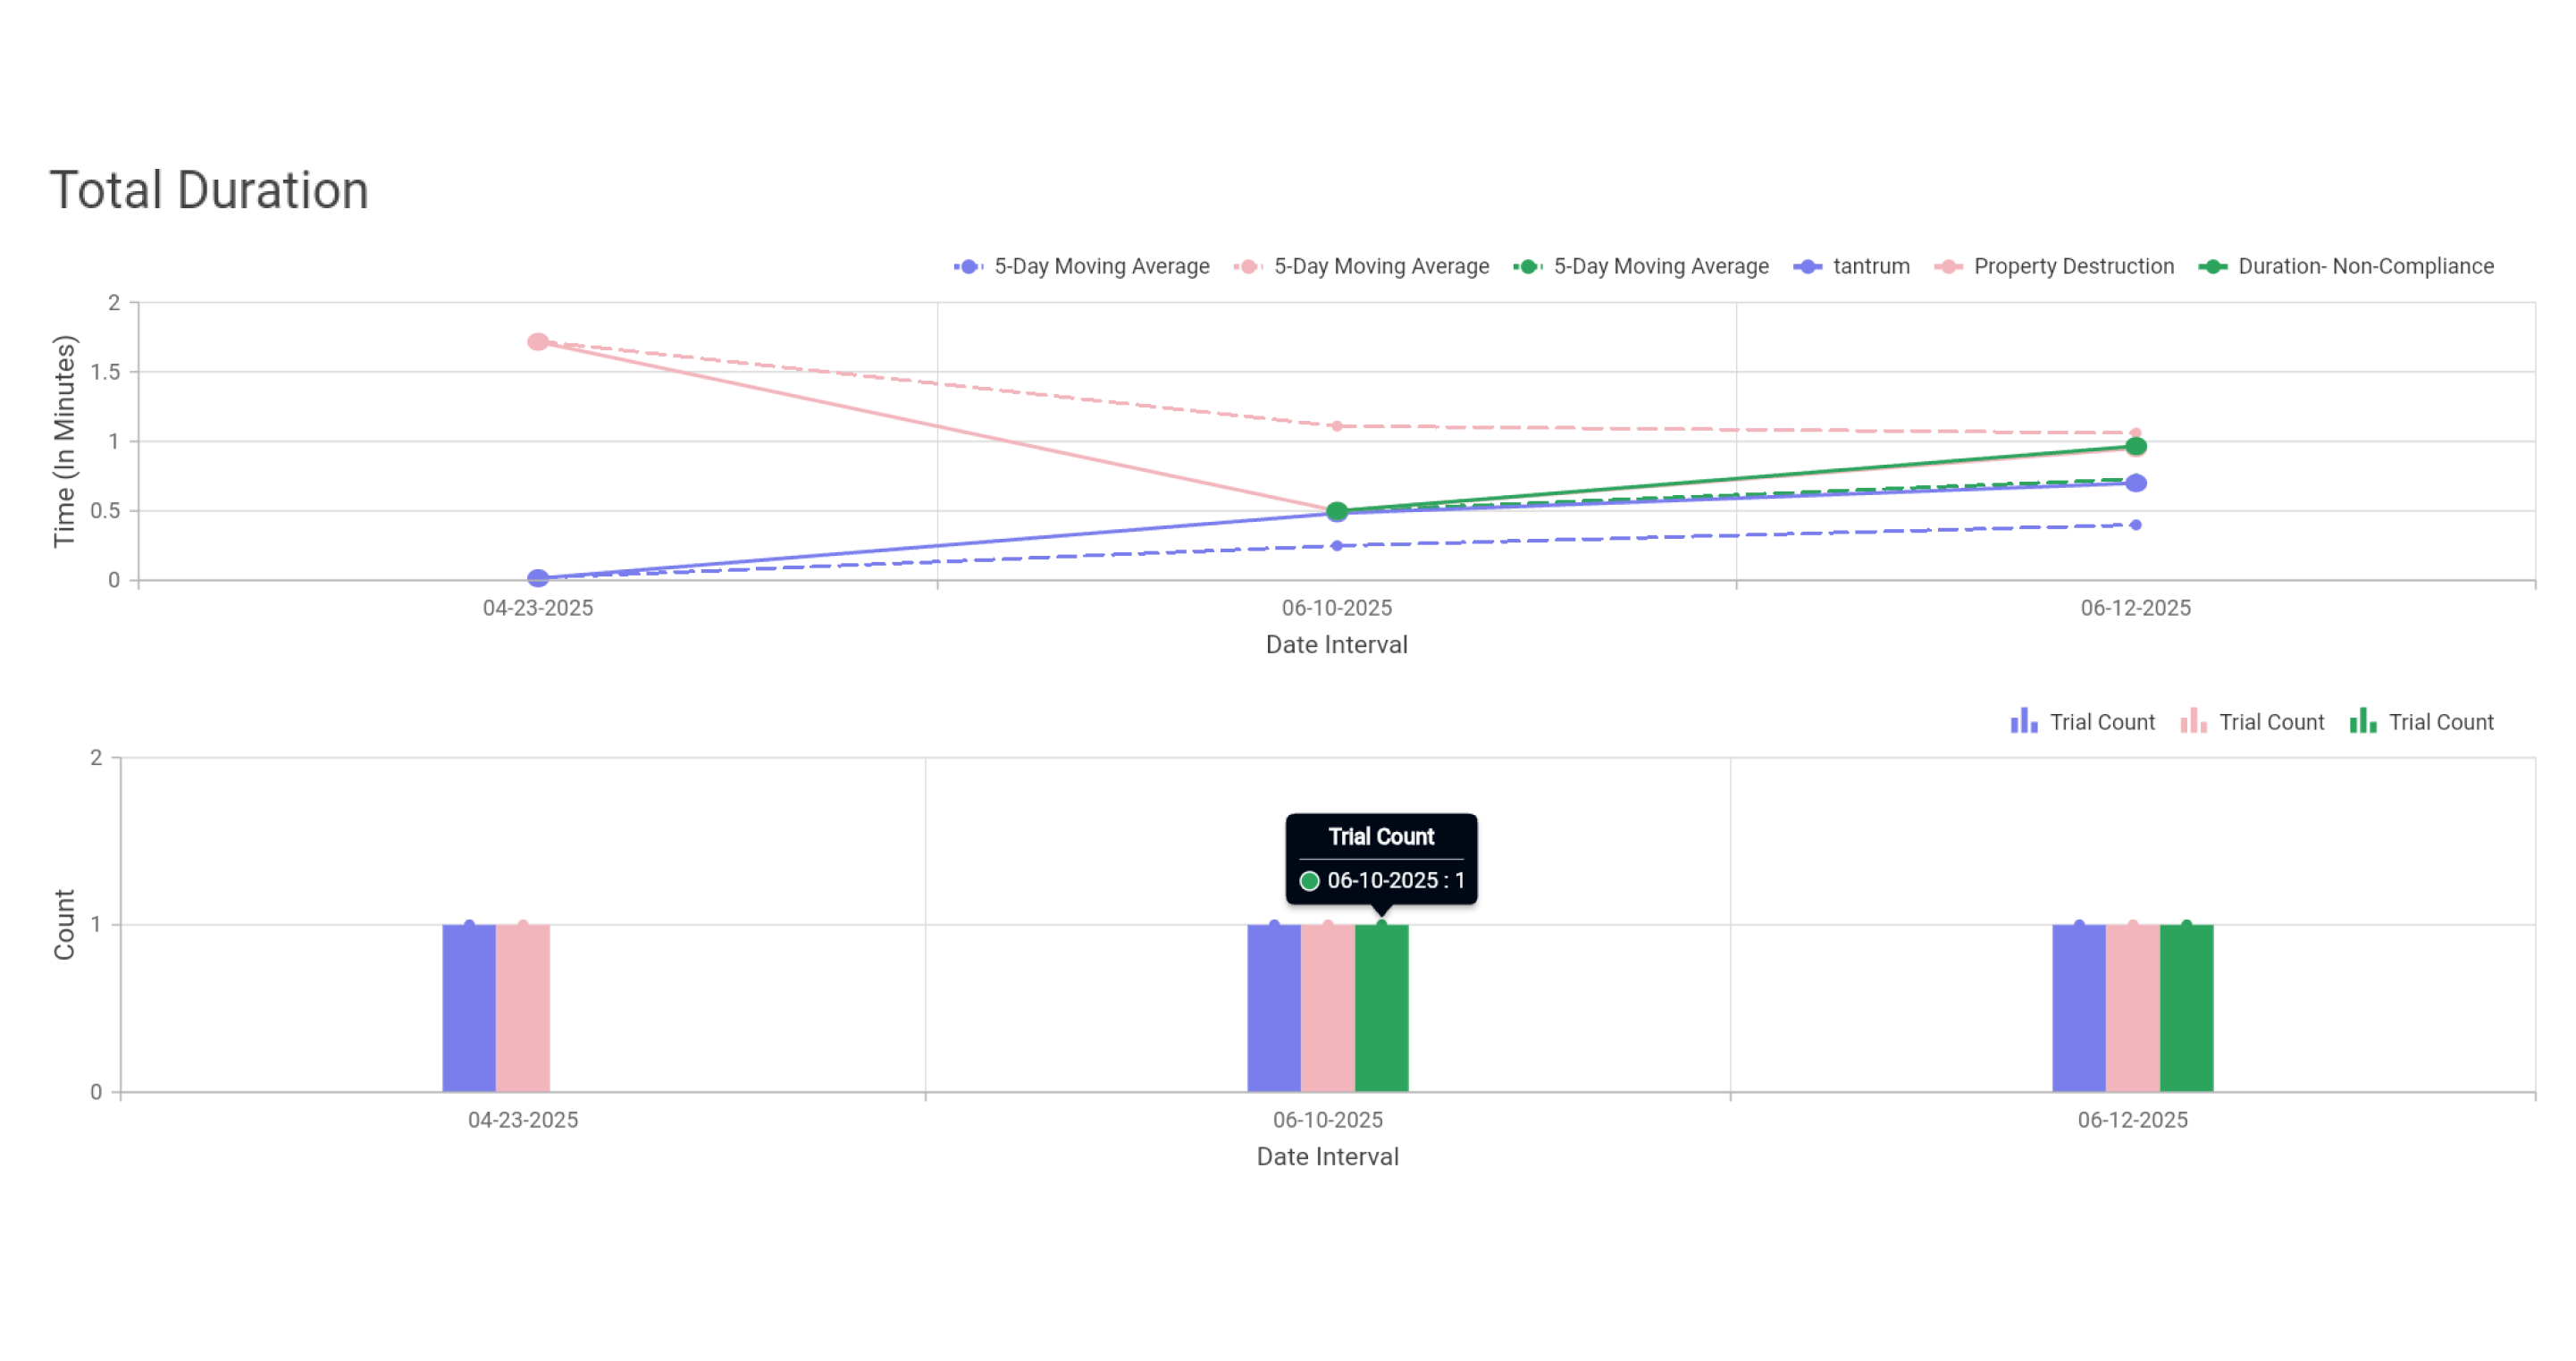 Total Duration
5-Day Moving Average 5-Day Moving Average 5-Day Moving Average tantrum Property Destruction Duration- Non-Compliance
Time (In Minutes)
2
1.5
1
0.5
0
04-23-2025 06-10-2025 06-12-2025
Date Interval
Trial Count Trial Count Trial Count
Count
2
Trial Count
06-10-2025 : 1
1
0
04-23-2025 06-10-2025 06-12-2025
Date Interval